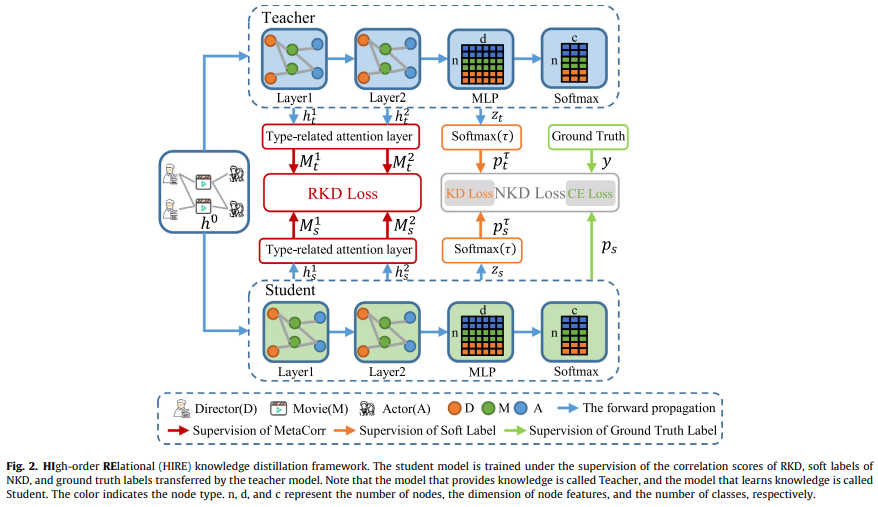 Teacher
d
c
n
n
Layer1
Layer2
MLP
Softmax
h_t^1
h_t^2
z_t
Type-related attention layer
Softmax(τ)
Ground Truth
M_t^1
M_t^2
p_t^τ
y
RKD Loss
KD Loss NKD Loss CE Loss
h^0
M_s^1
M_s^2
p_s^τ
p_s
Type-related attention layer
Softmax(τ)
h_s^1
h_s^2
z_s
Student
d
c
n
n
Layer1
Layer2
MLP
Softmax
Director(D) Movie(M) Actor(A) D M A The forward propagation
Supervision of MetaCorr Supervision of Soft Label Supervision of Ground Truth Label
Fig. 2. HIgh-order RElational (HIRE) knowledge distillation framework. The student model is trained under the supervision of the correlation scores of RKD, soft labels of
NKD, and ground truth labels transferred by the teacher model. Note that the model that provides knowledge is called Teacher, and the model that learns knowledge is called
Student. The color indicates the node type. n, d, and c represent the number of nodes, the dimension of node features, and the number of classes, respectively.